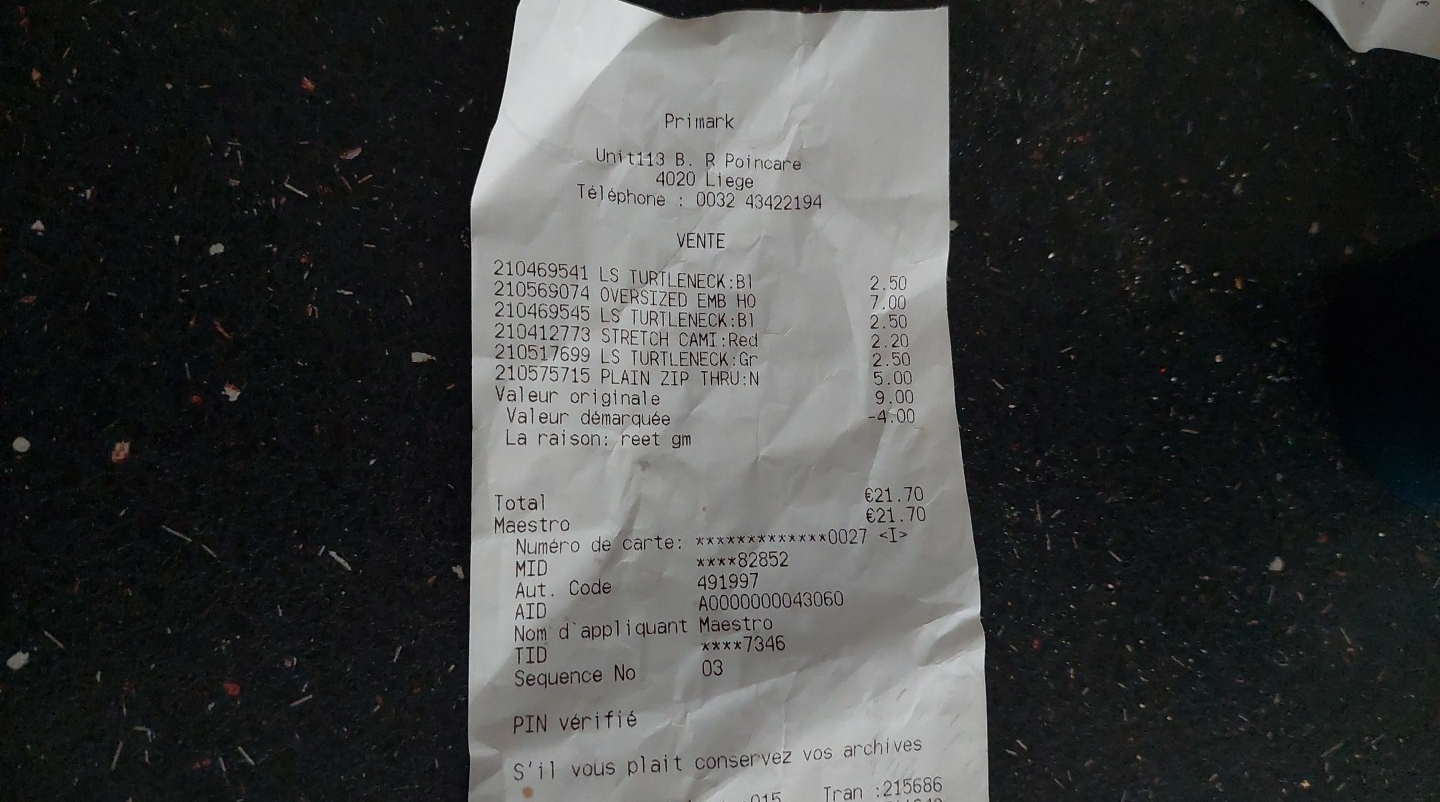 Primark
Unit113 B. R Poincare
4020 Liege
Téléphone : 0032 43422194
VENTE
210469541 LS TURTLENECK:Bl 2.50
210569074 OVERSIZED EMB HO 7.00
210469545 LS TURTLENECK:Bl 2.50
210412773 STRETCH CAMI:Red 2.20
210517699 LS TURTLENECK:Gr 2.50
210575715 PLAIN ZIP THRU:N 5.00
Valeur originale 9.00
Valeur démarquée -4.00
La raison: reet gm
Total €21.70
Maestro €21.70
Numéro de carte: *************0027 <I>
MID ****82852
Aut. Code 491997
AID A0000000043060
Nom d'appliquant Maestro
TID ****7346
Sequence No 03
PIN vérifié
S'il vous plait conservez vos archives
Tran :215686